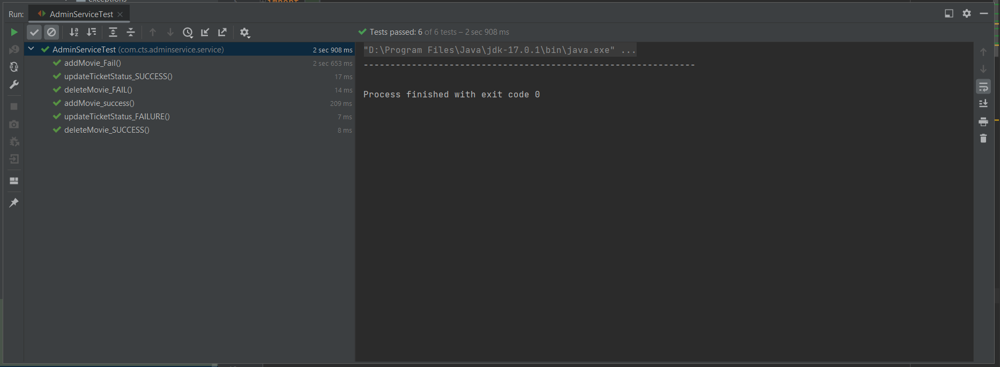 exceptions
import
Run: AdminServiceTest
Tests passed: 6 of 6 tests – 2 sec 908 ms
AdminServiceTest (com.cts.adminservice.service) 2 sec 908 ms
addMovie_Fail() 2 sec 653 ms
updateTicketStatus_SUCCESS() 17 ms
deleteMovie_FAIL() 14 ms
addMovie_success() 209 ms
updateTicketStatus_FAILURE() 7 ms
deleteMovie_SUCCESS() 8 ms
"D:\Program Files\Java\jdk-17.0.1\bin\java.exe" ...
--------------------------------------------------------------
Process finished with exit code 0